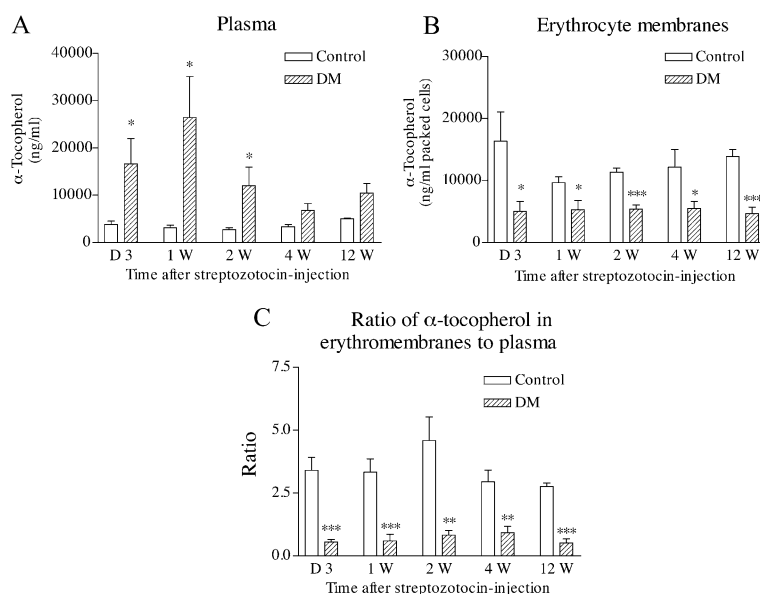 A
Plasma
40000
30000
20000
10000
0
α-Tocopherol
(ng/ml)
Control
DM
*
*
*
D 3 1 W 2 W 4 W 12 W
Time after streptozotocin-injection
B
Erythrocyte membranes
30000
20000
10000
0
α-Tocopherol
(ng/ml packed cells)
Control
DM
*
*
***
*
***
D 3 1 W 2 W 4 W 12 W
Time after streptozotocin-injection
C
Ratio of α-tocopherol in
erythromembranes to plasma
7.5
5.0
2.5
0.0
Ratio
Control
DM
***
***
**
**
***
D 3 1 W 2 W 4 W 12 W
Time after streptozotocin-injection